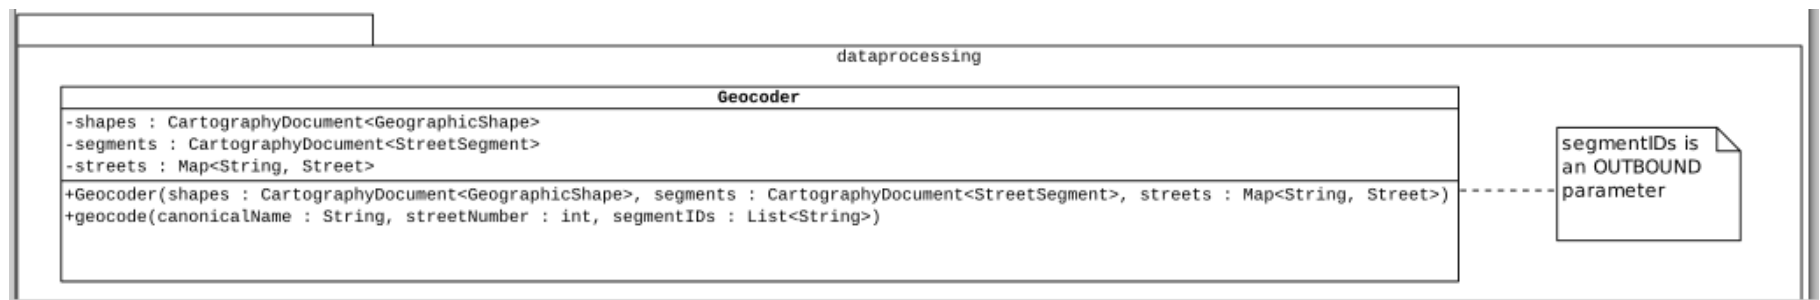 dataprocessing
Geocoder
-shapes : CartographyDocument<GeographicShape>
-segments : CartographyDocument<StreetSegment>
-streets : Map<String, Street>
+Geocoder(shapes : CartographyDocument<GeographicShape>, segments : CartographyDocument<StreetSegment>, streets : Map<String, Street>)
+geocode(canonicalName : String, streetNumber : int, segmentIDs : List<String>)
segmentIDs is
an OUTBOUND
parameter